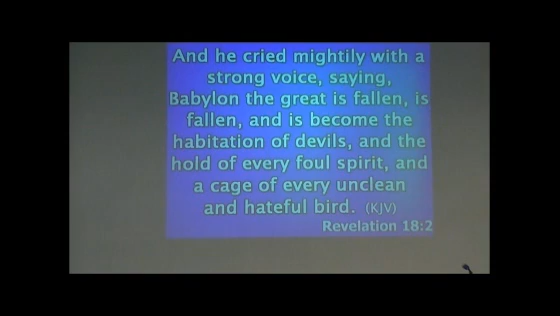 And he cried mightily with a
strong voice, saying,
Babylon the great is fallen, is
fallen, and is become the
habitation of devils, and the
hold of every foul spirit, and
a cage of every unclean
and hateful bird. (KJV)
Revelation 18:2